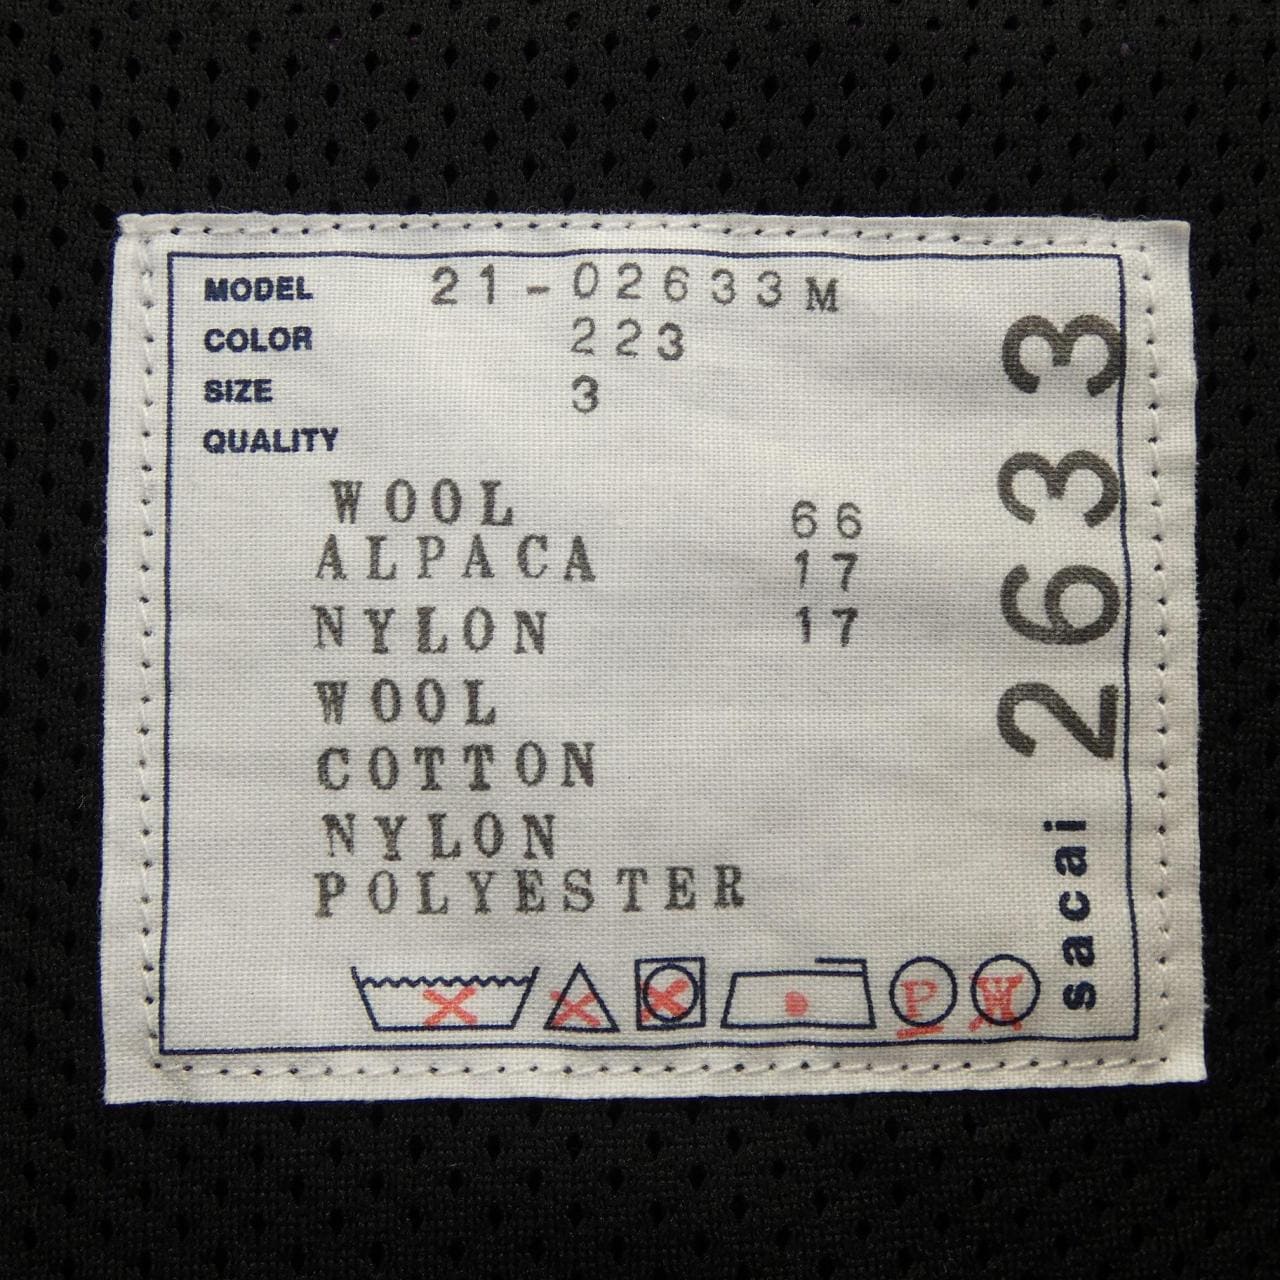 MODEL 21-02633M
COLOR 223
SIZE 3
QUALITY
WOOL 66
ALPACA 17
NYLON 17
WOOL
COTTON
NYLON
POLYESTER
P
W
sacai 2633